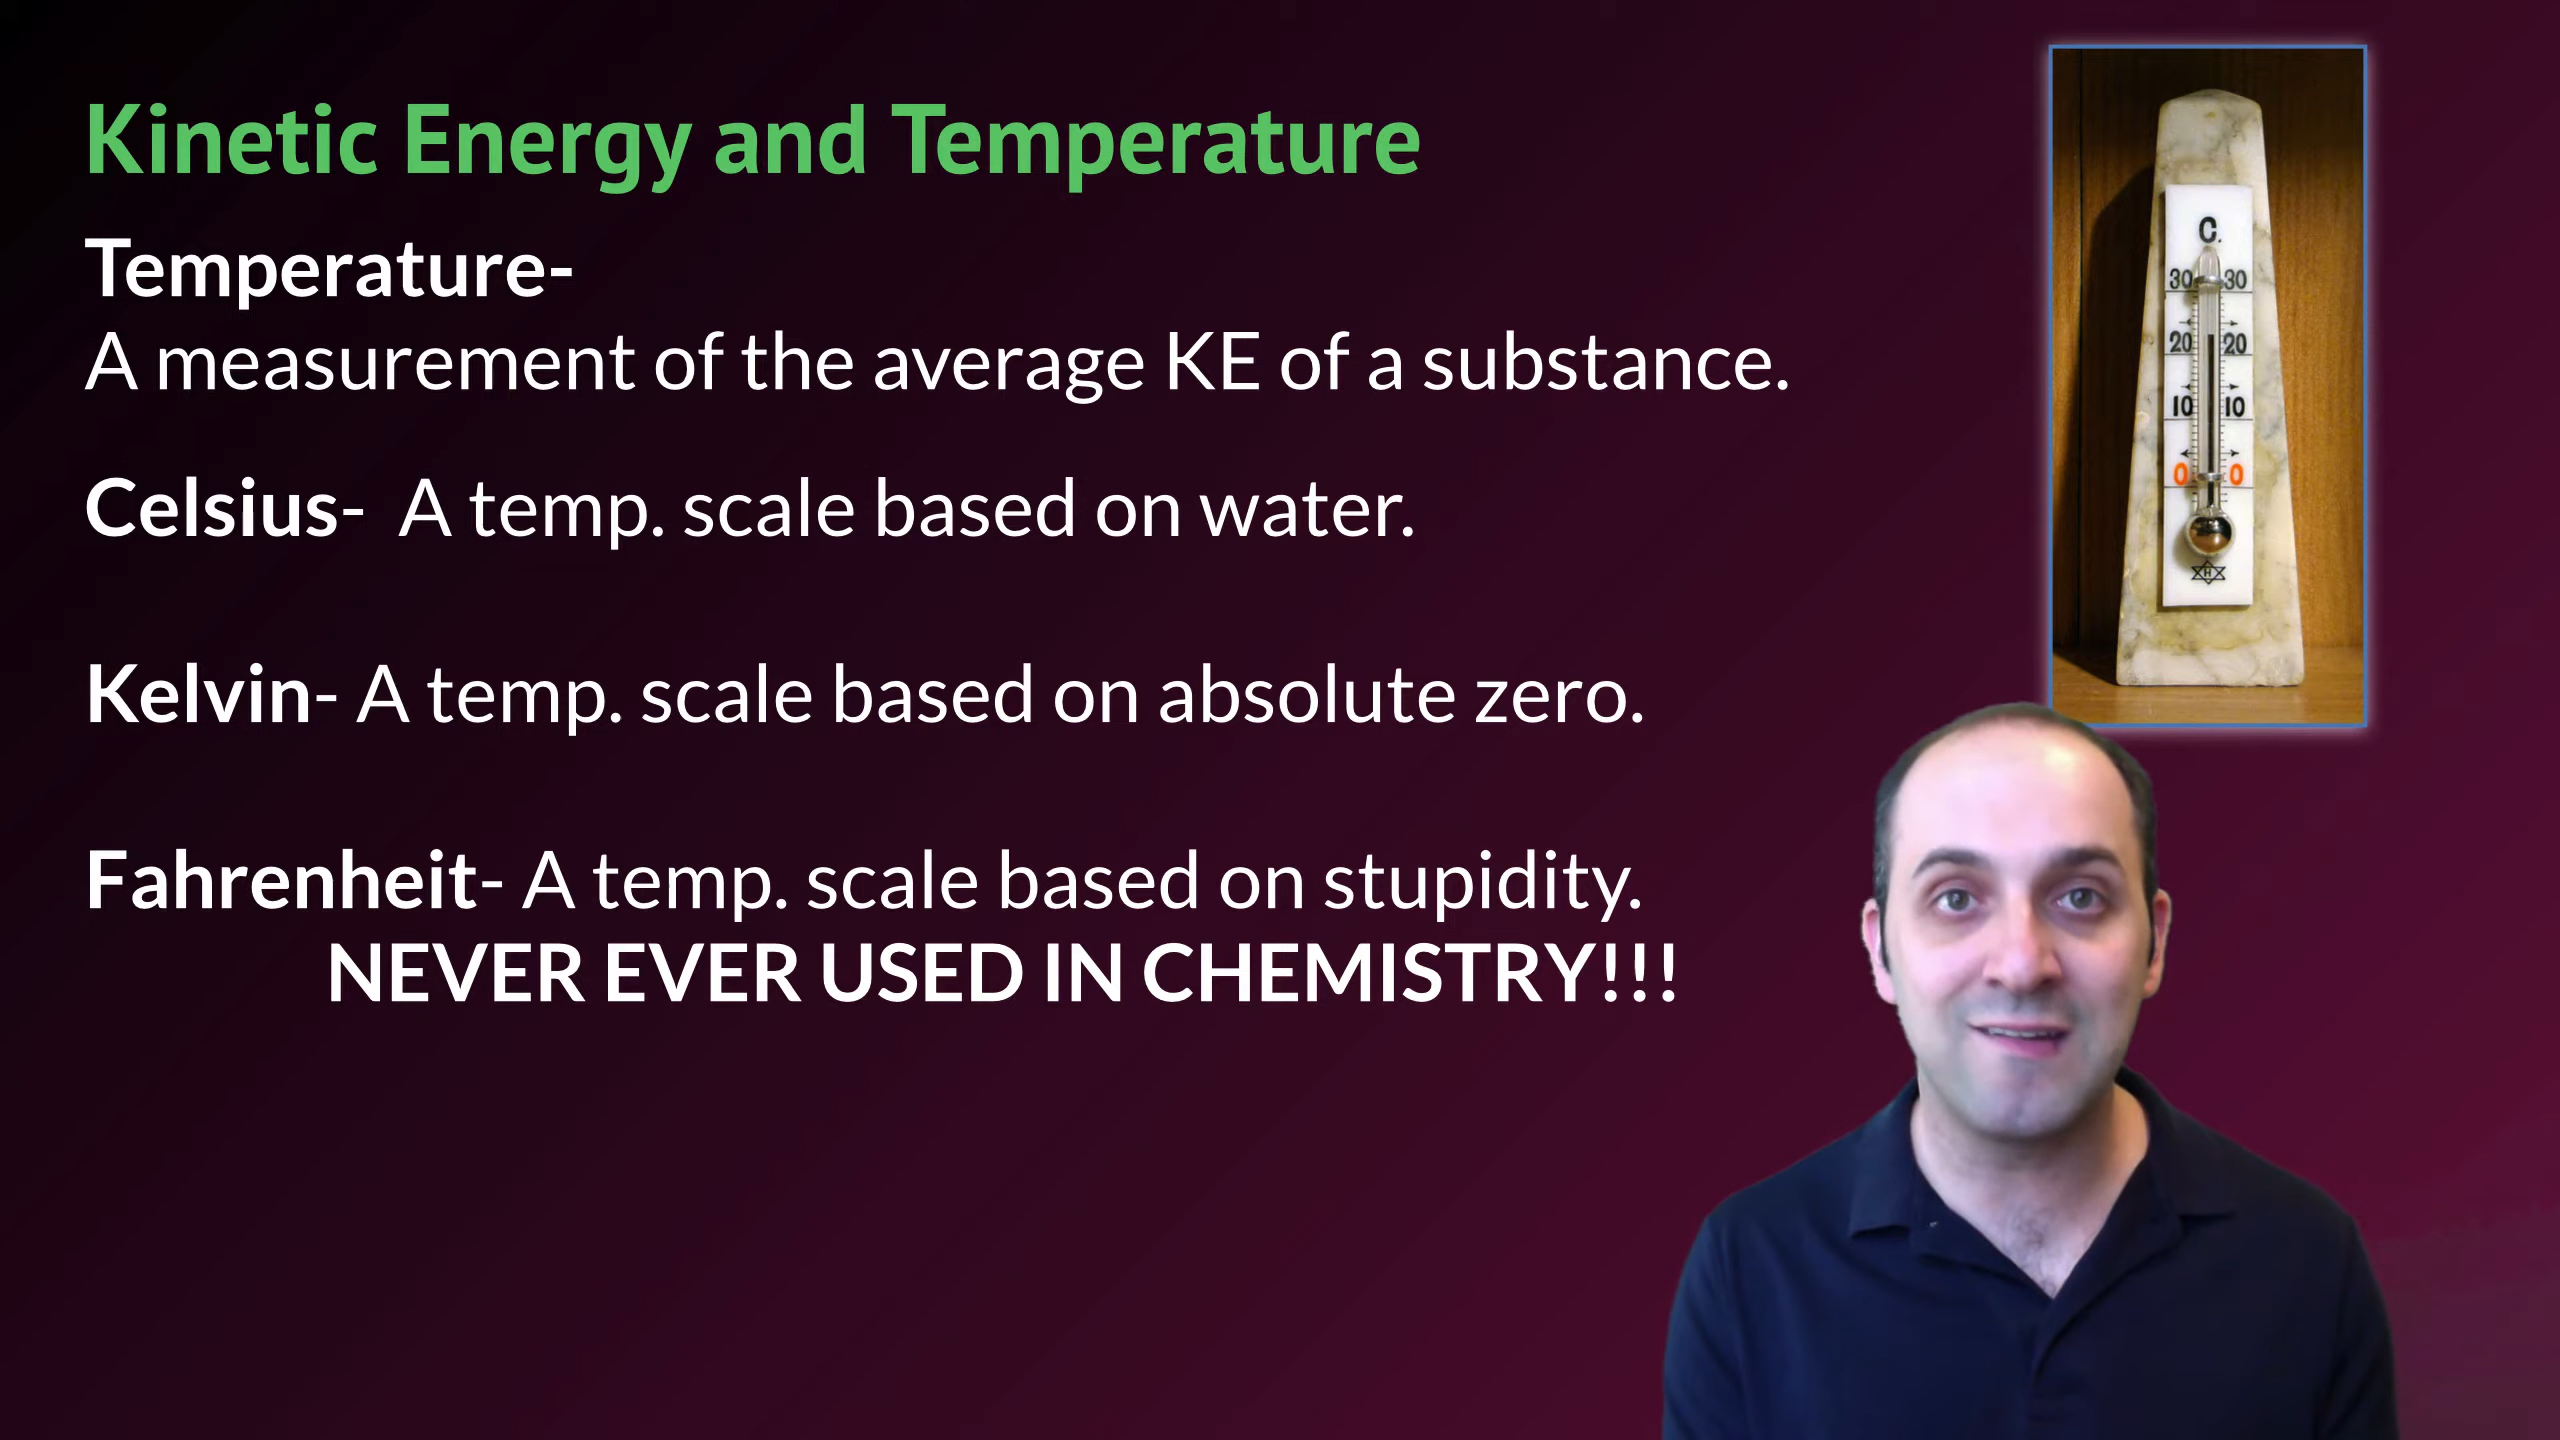 Kinetic Energy and Temperature
Temperature-
A measurement of the average KE of a substance.
Celsius- A temp. scale based on water.
Kelvin- A temp. scale based on absolute zero.
Fahrenheit- A temp. scale based on stupidity.
NEVER EVER USED IN CHEMISTRY!!!
C.
30 30
20 20
10 10
0 0
H